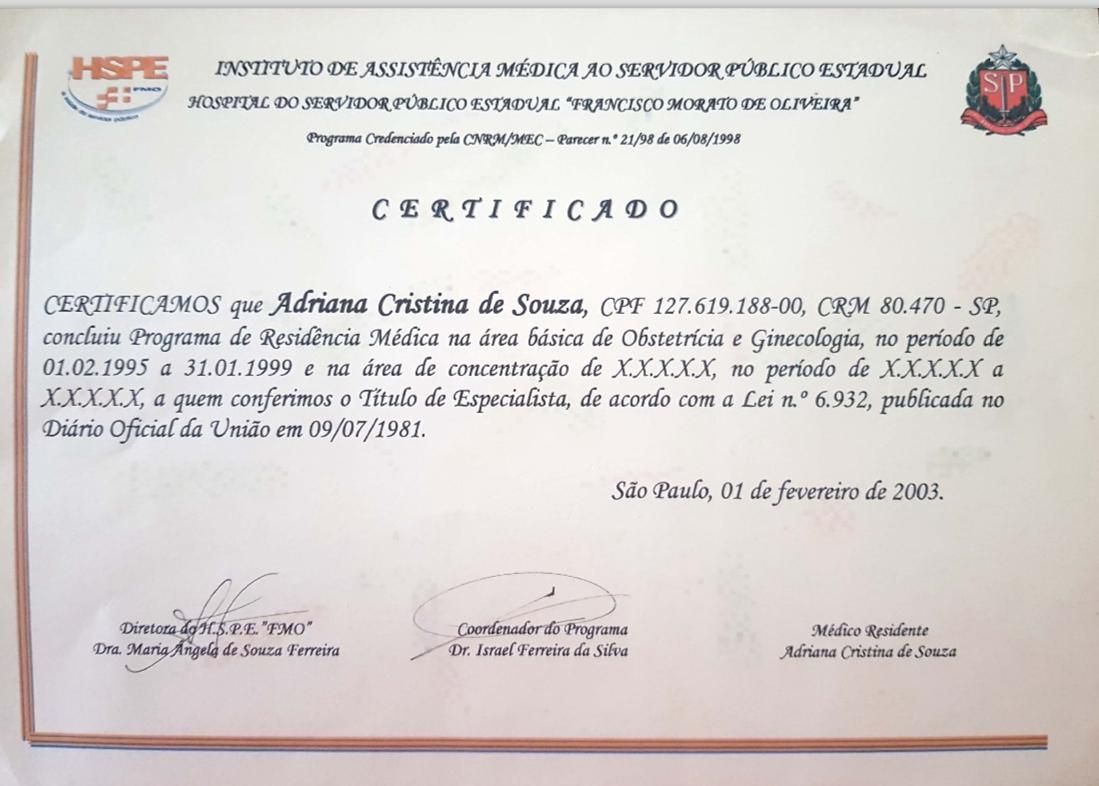 HSPE
FMO
INSTITUTO DE ASSISTÊNCIA MÉDICA AO SERVIDOR PÚBLICO ESTADUAL
S P
HOSPITAL DO SERVIDOR PÚBLICO ESTADUAL "FRANCISCO MORATO DE OLIVEIRA"
Programa Credenciado pela CNRM/MEC – Parecer n.º 21/98 de 06/08/1998
CERTIFICADO
CERTIFICAMOS que Adriana Cristina de Souza, CPF 127.619.188-00, CRM 80.470 - SP,
concluiu Programa de Residência Médica na área básica de Obstetrícia e Ginecologia, no período de
01.02.1995 a 31.01.1999 e na área de concentração de X.X.X.X.X, no período de X.X.X.X.X a
X.X.X.X.X, a quem conferimos o Título de Especialista, de acordo com a Lei n.º 6.932, publicada no
Diário Oficial da União em 09/07/1981.
São Paulo, 01 de fevereiro de 2003.
Diretora do H.S.P.E. "FMO"
Dra. Maria Ângela de Souza Ferreira
Coordenador do Programa
Dr. Israel Ferreira da Silva
Médico Residente
Adriana Cristina de Souza